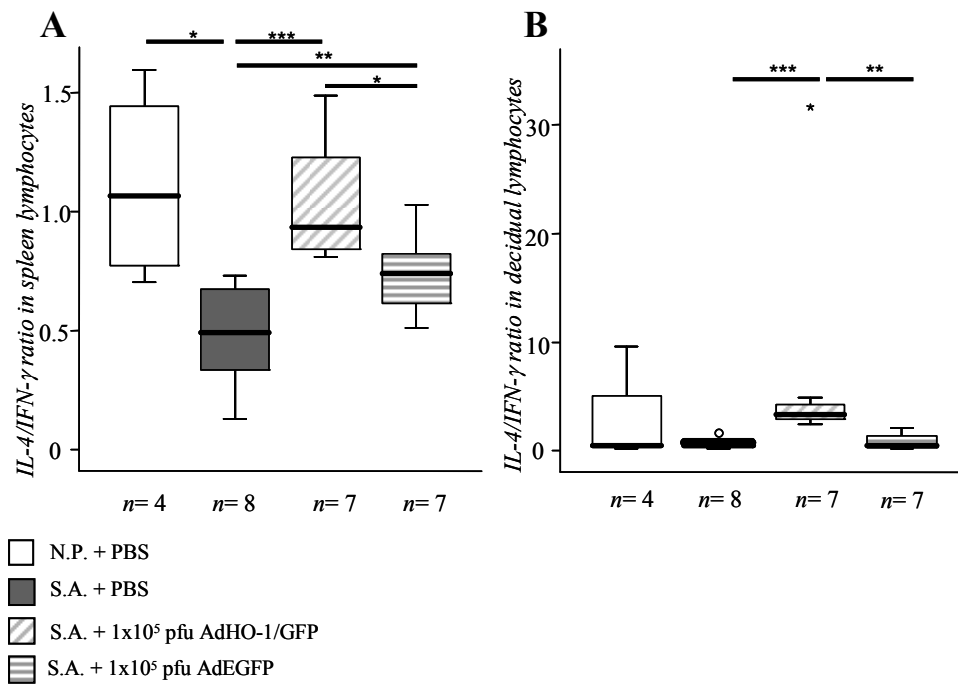 A
* ***
**
*
IL-4/IFN-γ ratio in spleen lymphocytes
1.5
1.0
0.5
0
n= 4 n= 8 n= 7 n= 7
B
*** **
*
IL-4/IFN-γ ratio in decidual lymphocytes
30
20
10
0
n= 4 n= 8 n= 7 n= 7
N.P. + PBS
S.A. + PBS
S.A. + 1x10⁵ pfu AdHO-1/GFP
S.A. + 1x10⁵ pfu AdEGFP